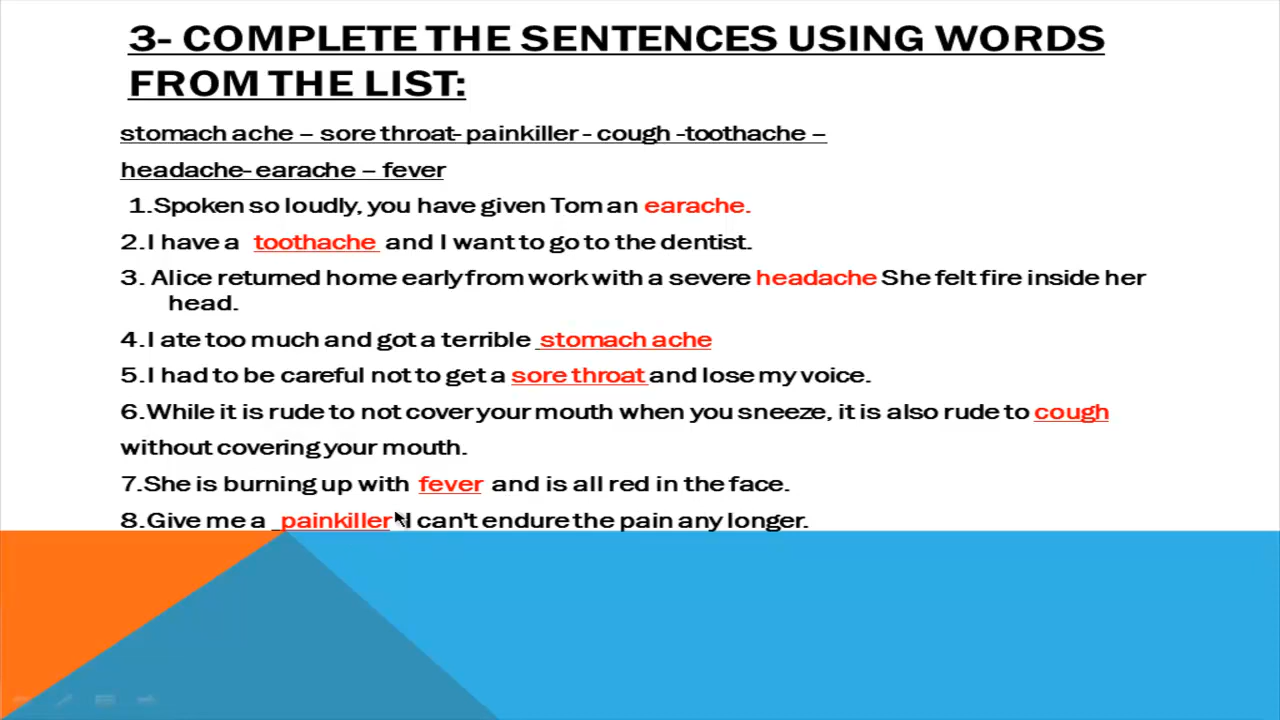 3- COMPLETE THE SENTENCES USING WORDS
FROM THE LIST:
stomach ache – sore throat- painkiller - cough -toothache –
headache- earache – fever
1.Spoken so loudly, you have given Tom an earache.
2.I have a toothache and I want to go to the dentist.
3. Alice returned home early from work with a severe headache She felt fire inside her
head.
4.I ate too much and got a terrible _stomach ache
5.I had to be careful not to get a sore throat and lose my voice.
6.While it is rude to not cover your mouth when you sneeze, it is also rude to cough
without covering your mouth.
7.She is burning up with fever and is all red in the face.
8.Give me a _painkiller I can't endure the pain any longer.